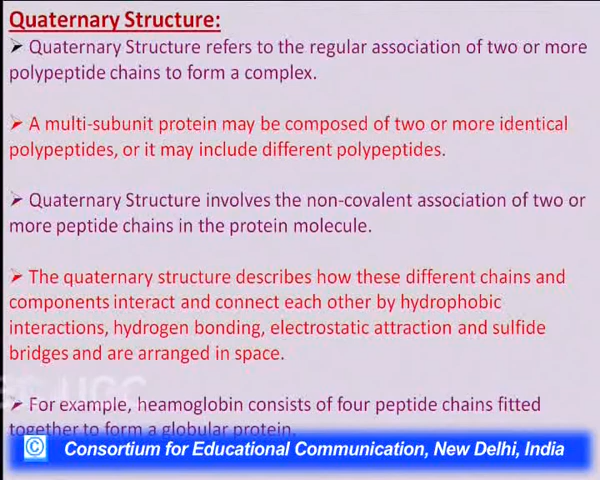 Quaternary Structure:
➢ Quaternary Structure refers to the regular association of two or more
polypeptide chains to form a complex.
➢ A multi-subunit protein may be composed of two or more identical
polypeptides, or it may include different polypeptides.
➢ Quaternary Structure involves the non-covalent association of two or
more peptide chains in the protein molecule.
➢ The quaternary structure describes how these different chains and
components interact and connect each other by hydrophobic
interactions, hydrogen bonding, electrostatic attraction and sulfide
bridges and are arranged in space.
➢ For example, heamoglobin consists of four peptide chains fitted
together to form a globular protein.
© Consortium for Educational Communication, New Delhi, India